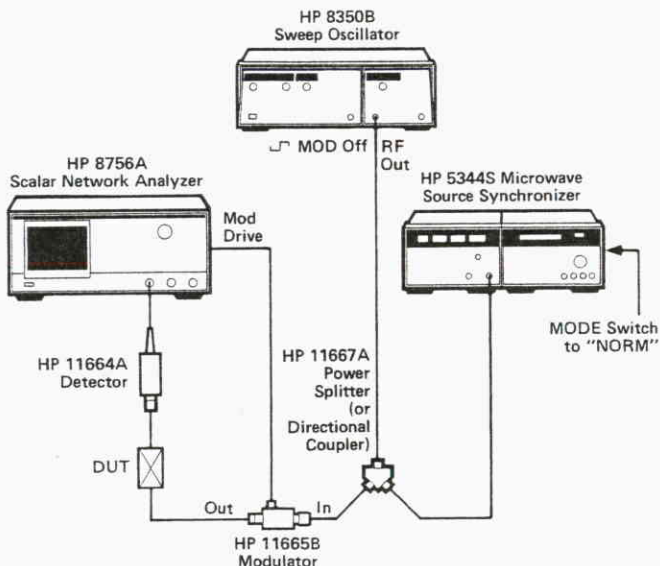 HP 8350B
Sweep Oscillator
MOD Off
RF
Out
HP 8756A
Scalar Network Analyzer
HP 5344S Microwave
Source Synchronizer
Mod
Drive
MODE Switch
to "NORM"
HP 11664A
Detector
HP 11667A
Power
Splitter
(or
Directional
Coupler)
DUT
Out
In
HP 11665B
Modulator